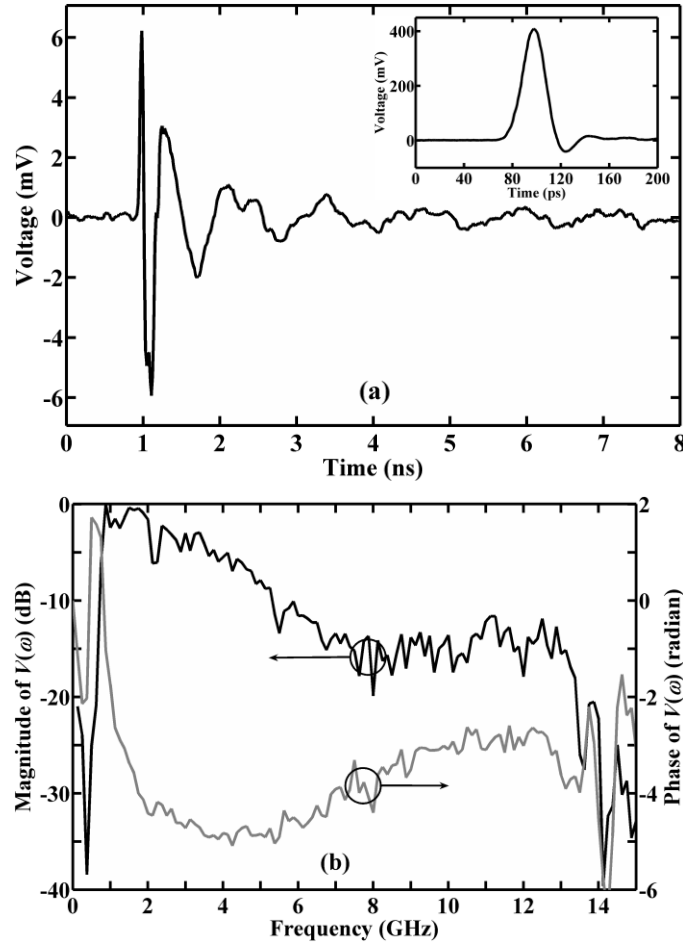 6
4
2
0
-2
-4
-6
Voltage (mV)
400
200
0
Voltage (mV)
0 40 80 120 160 200
Time (ps)
(a)
0 1 2 3 4 5 6 7 8
Time (ns)
0
-10
-20
-30
-40
Magnitude of V(ω) (dB)
2
0
-2
-4
-6
Phase of V(ω) (radian)
(b)
0 2 4 6 8 10 12 14
Frequency (GHz)